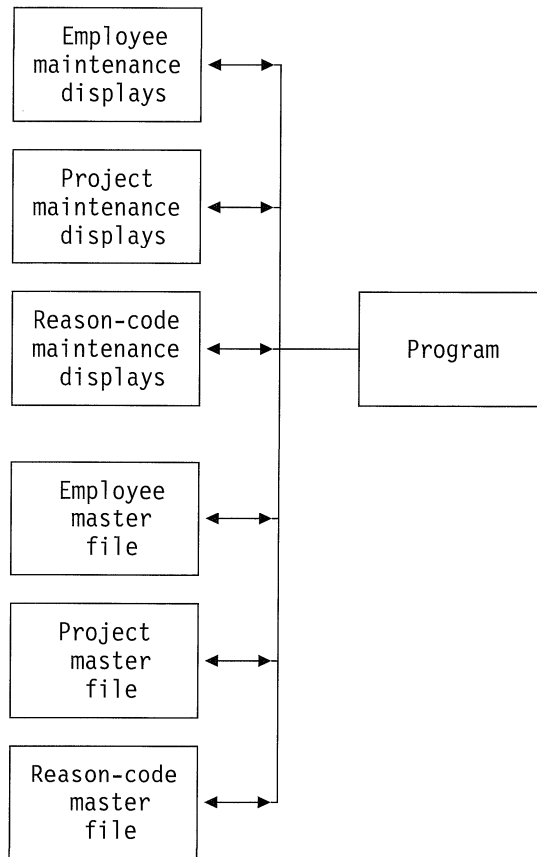 Employee
maintenance
displays
Project
maintenance
displays
Reason-code
maintenance
displays
Program
Employee
master
file
Project
master
file
Reason-code
master
file